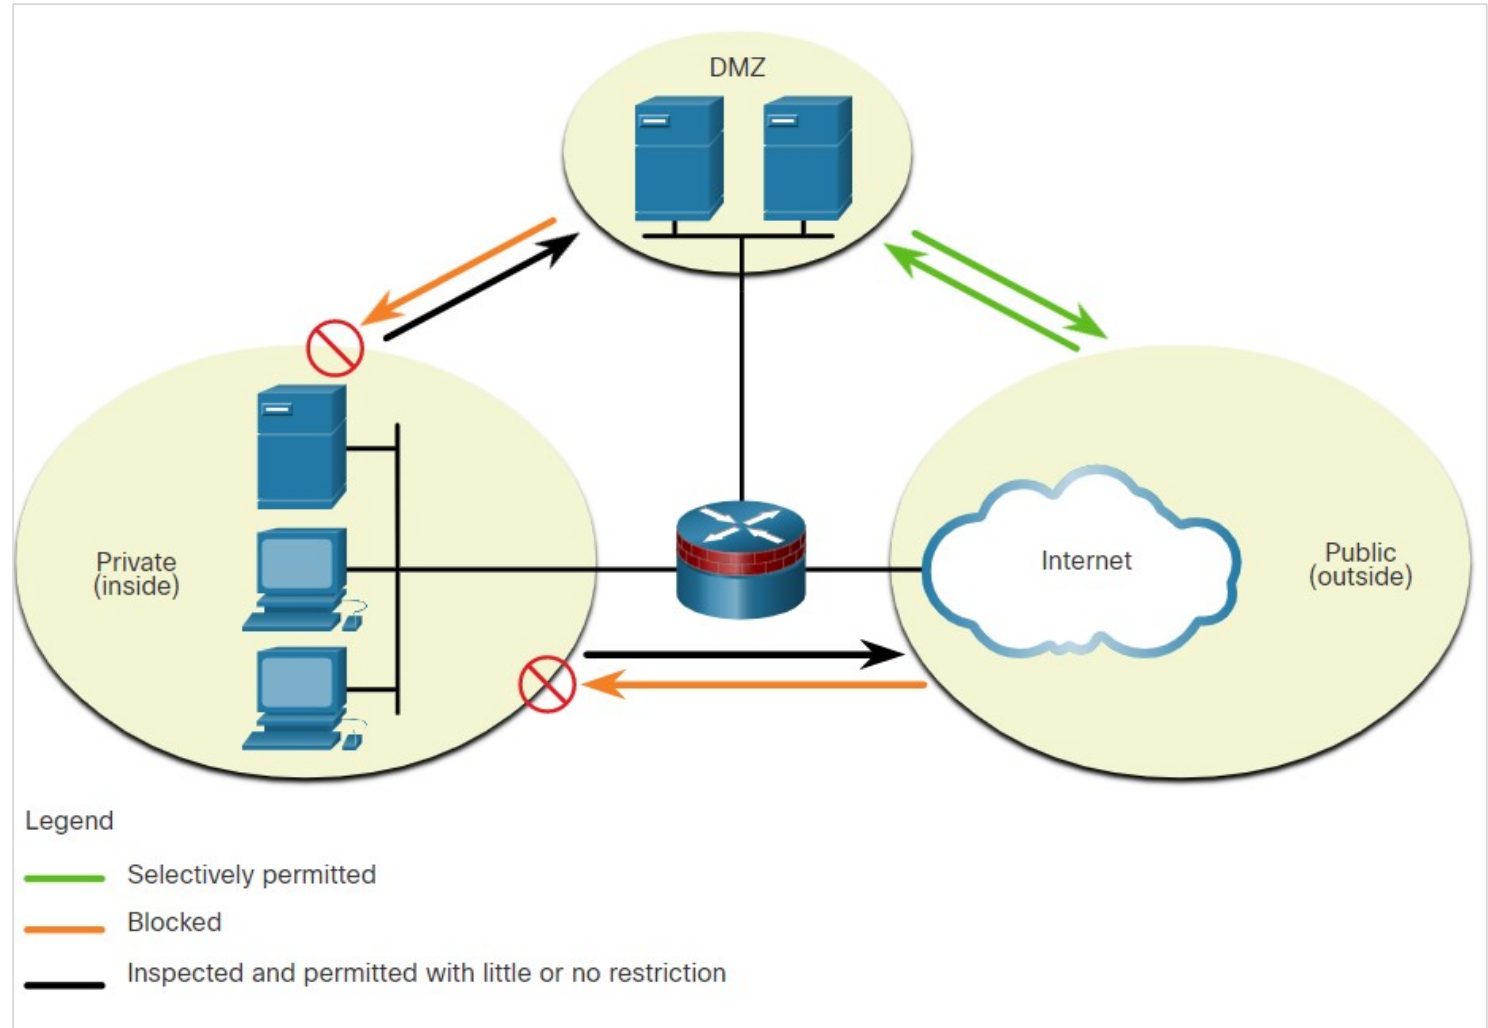 DMZ
Private
(inside)
Internet
Public
(outside)
Legend
Selectively permitted
Blocked
Inspected and permitted with little or no restriction